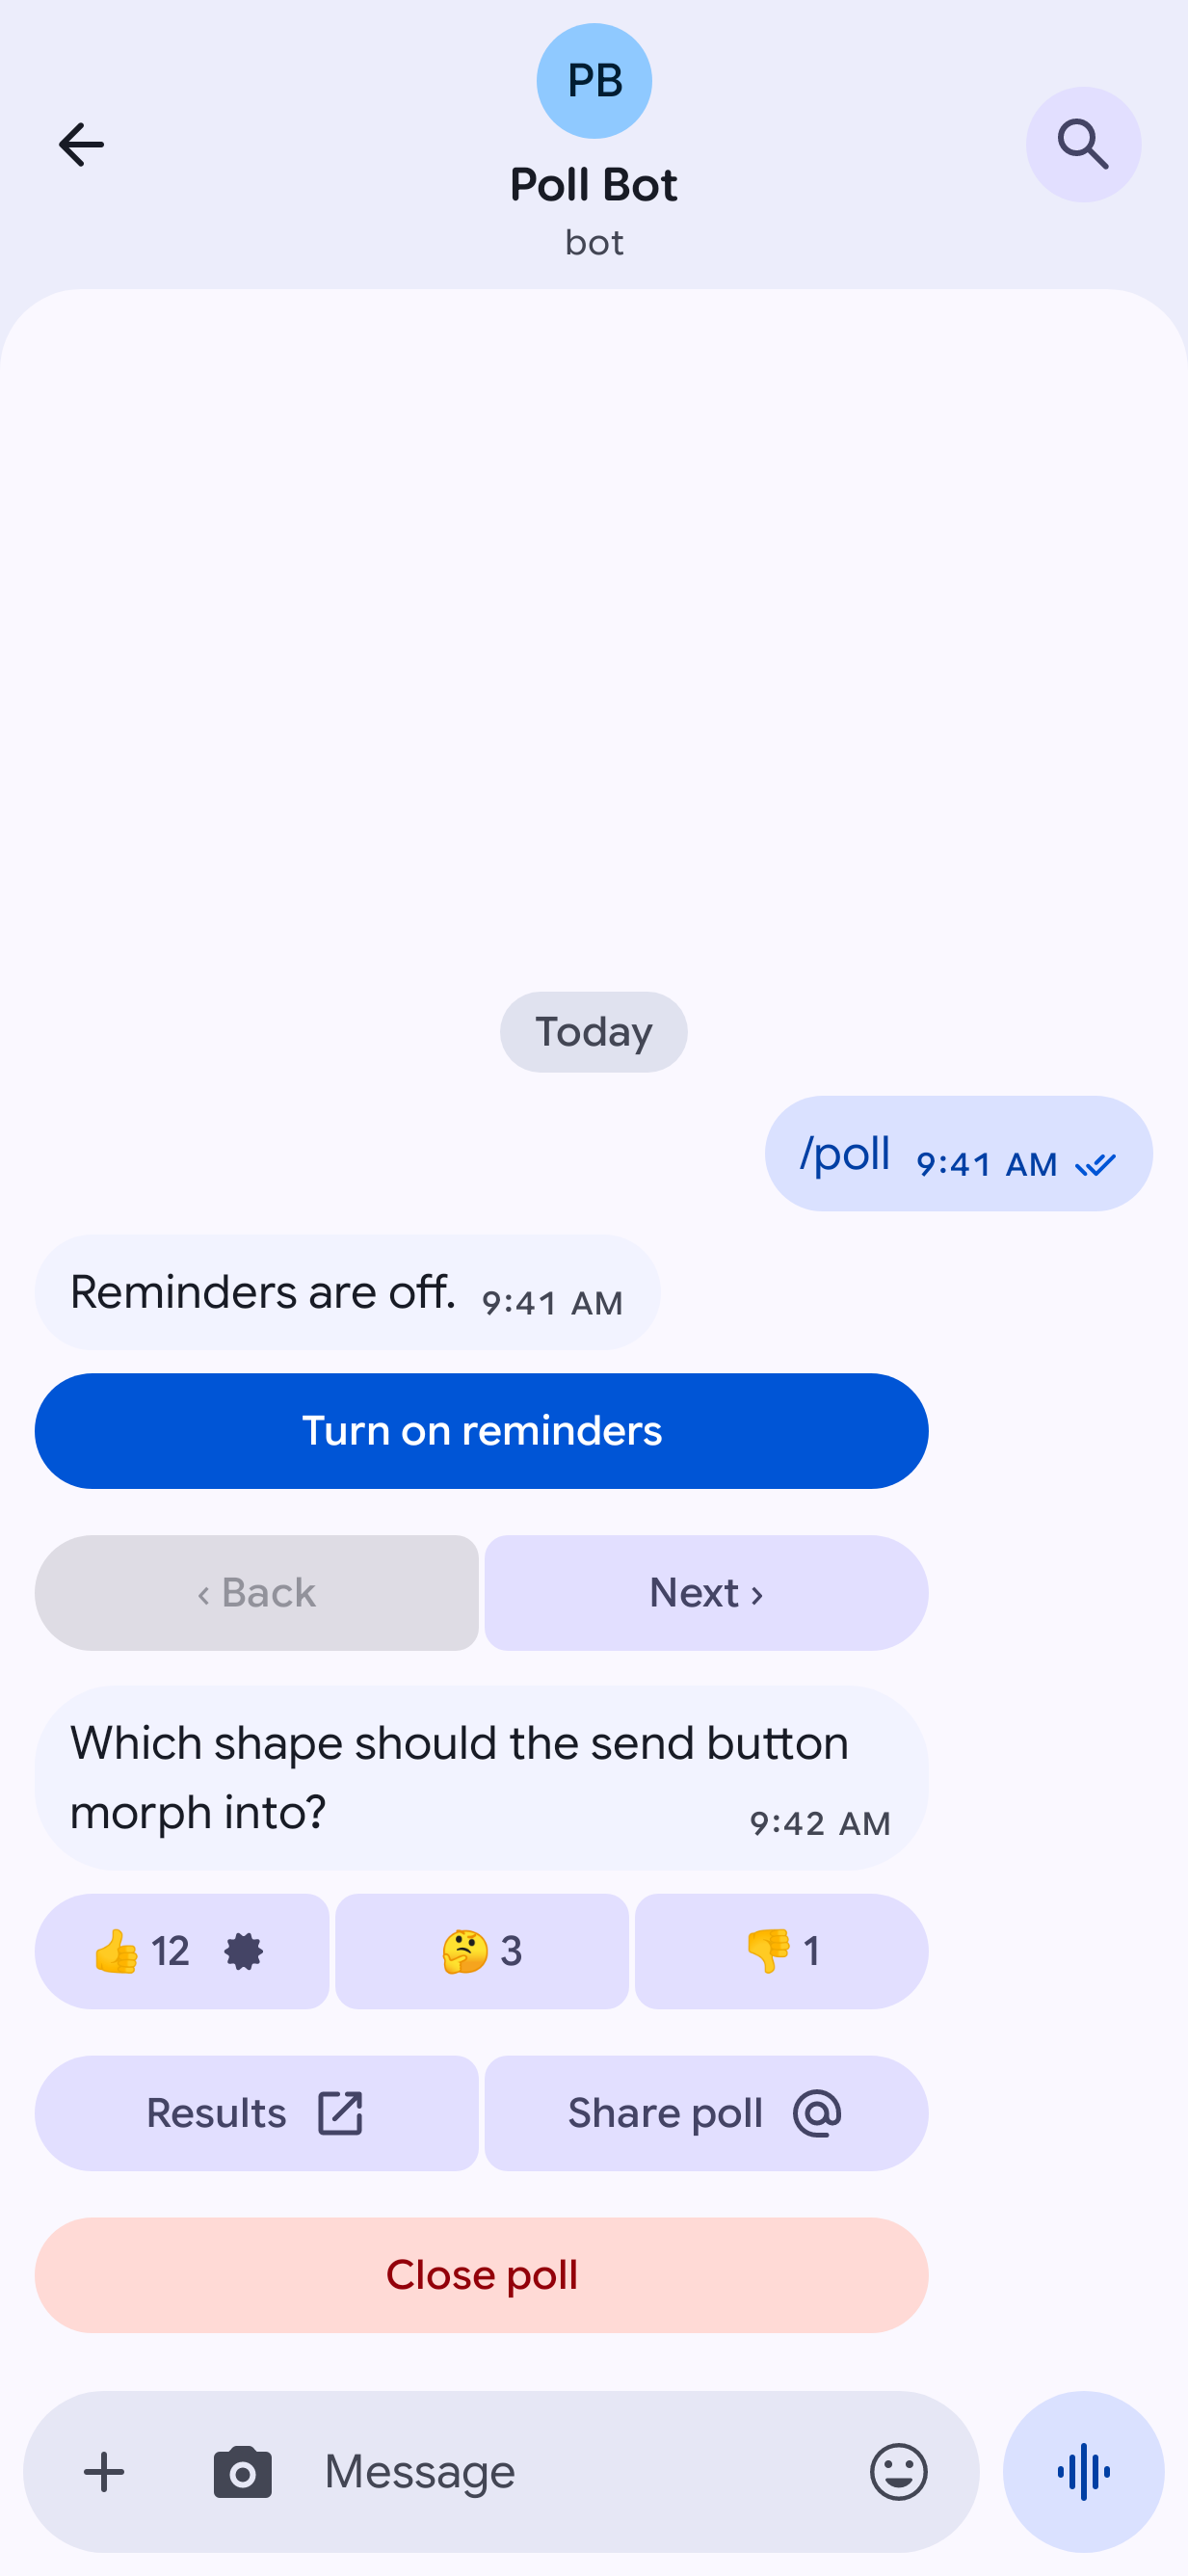 PB
Poll Bot
bot
Today
/poll 9:41 AM
Reminders are off. 9:41 AM
Turn on reminders
‹ Back
Next ›
Which shape should the send button
morph into? 9:42 AM
👍 12
🤔 3
👎 1
Results
Share poll
Close poll
Message